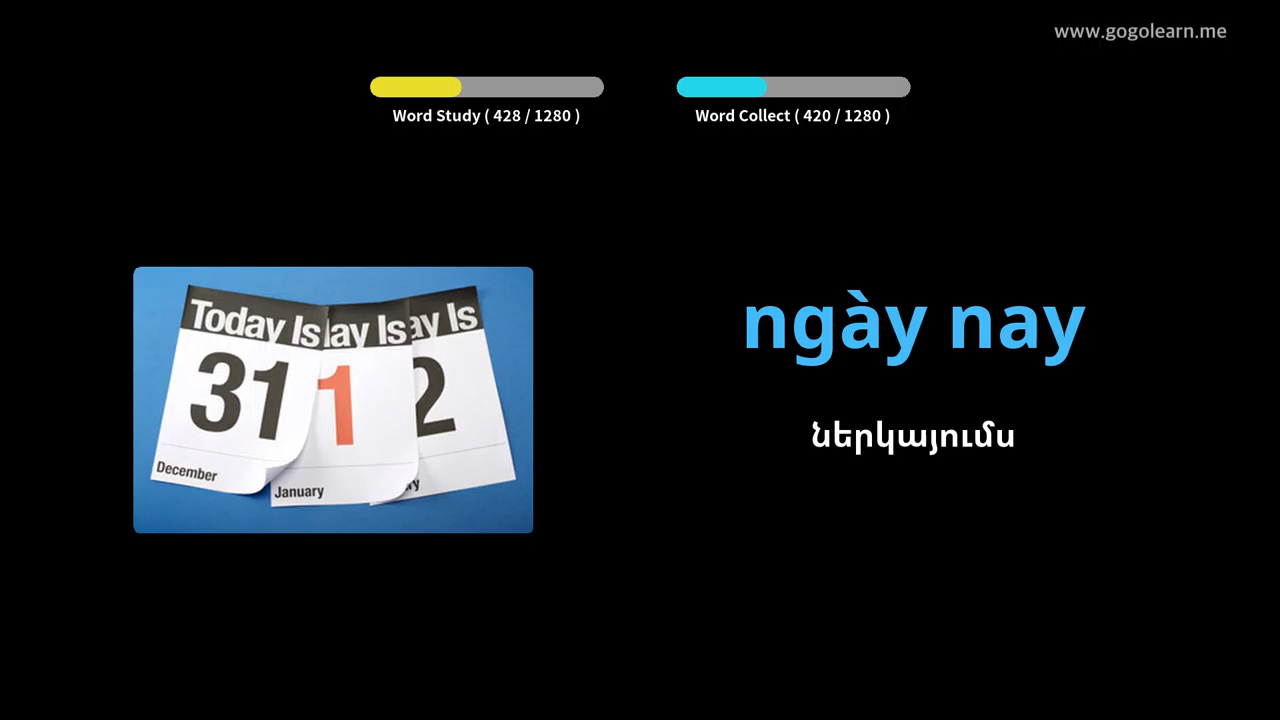 www.gogolearn.me
Word Study ( 428 / 1280 )
Word Collect ( 420 / 1280 )
Today Is
ay Is
ay Is
31
1
2
December
January
ry
ngày nay
ներկայումս